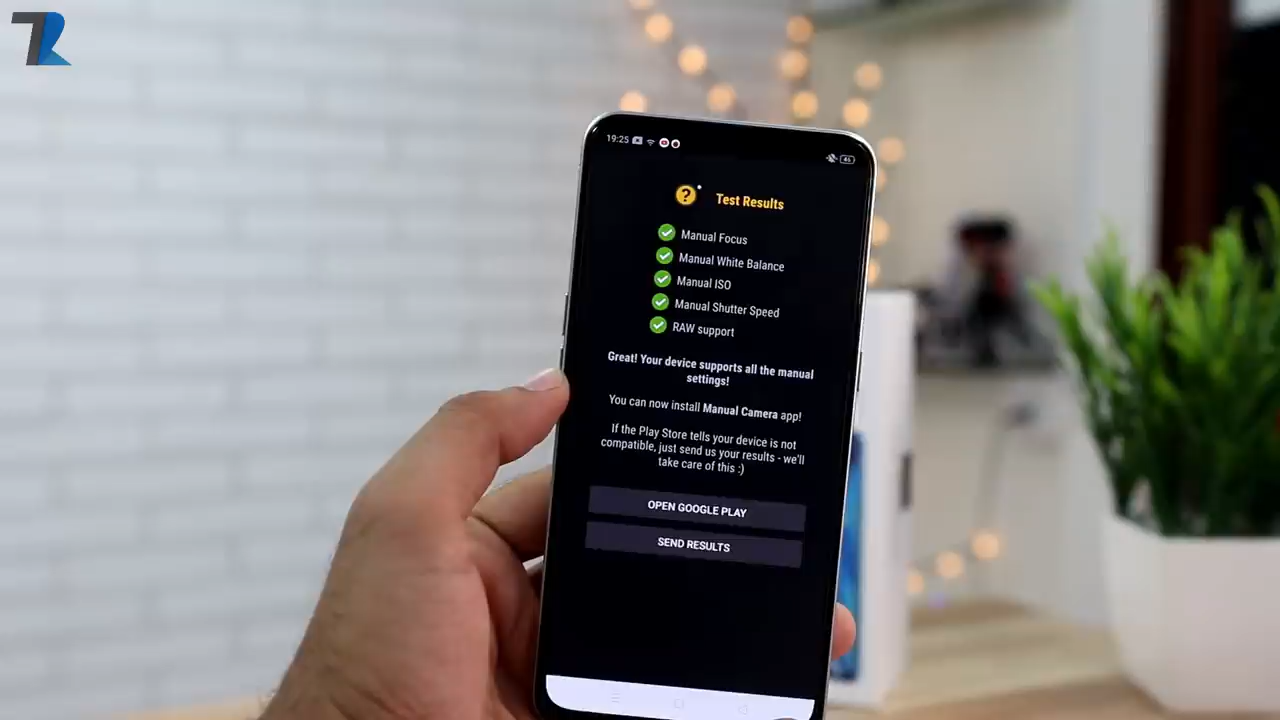 TR
19:25
46
? Test Results
Manual Focus
Manual White Balance
Manual ISO
Manual Shutter Speed
RAW support
Great! Your device supports all the manual
settings!
You can now install Manual Camera app!
If the Play Store tells your device is not
compatible, just send us your results - we'll
take care of this :)
OPEN GOOGLE PLAY
SEND RESULTS